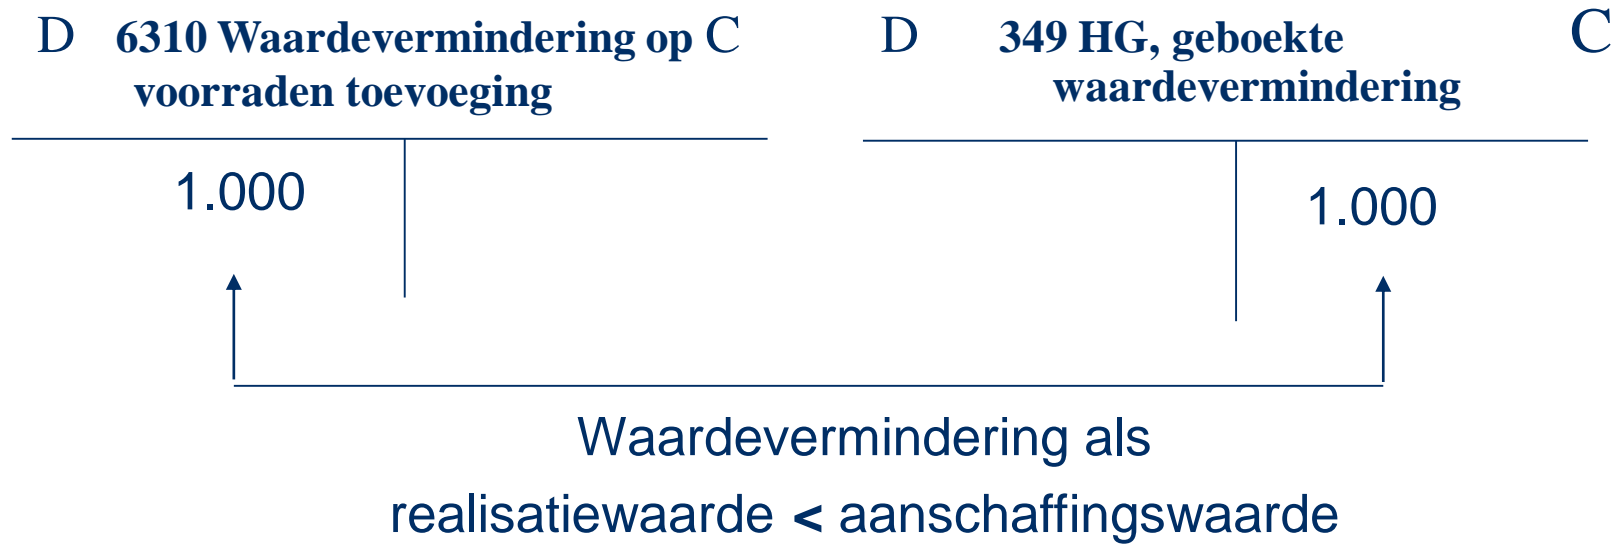 D 6310 Waardevermindering op C
voorraden toevoeging
D 349 HG, geboekte C
waardevermindering
1.000
1.000
Waardevermindering als
realisatiewaarde < aanschaffingswaarde